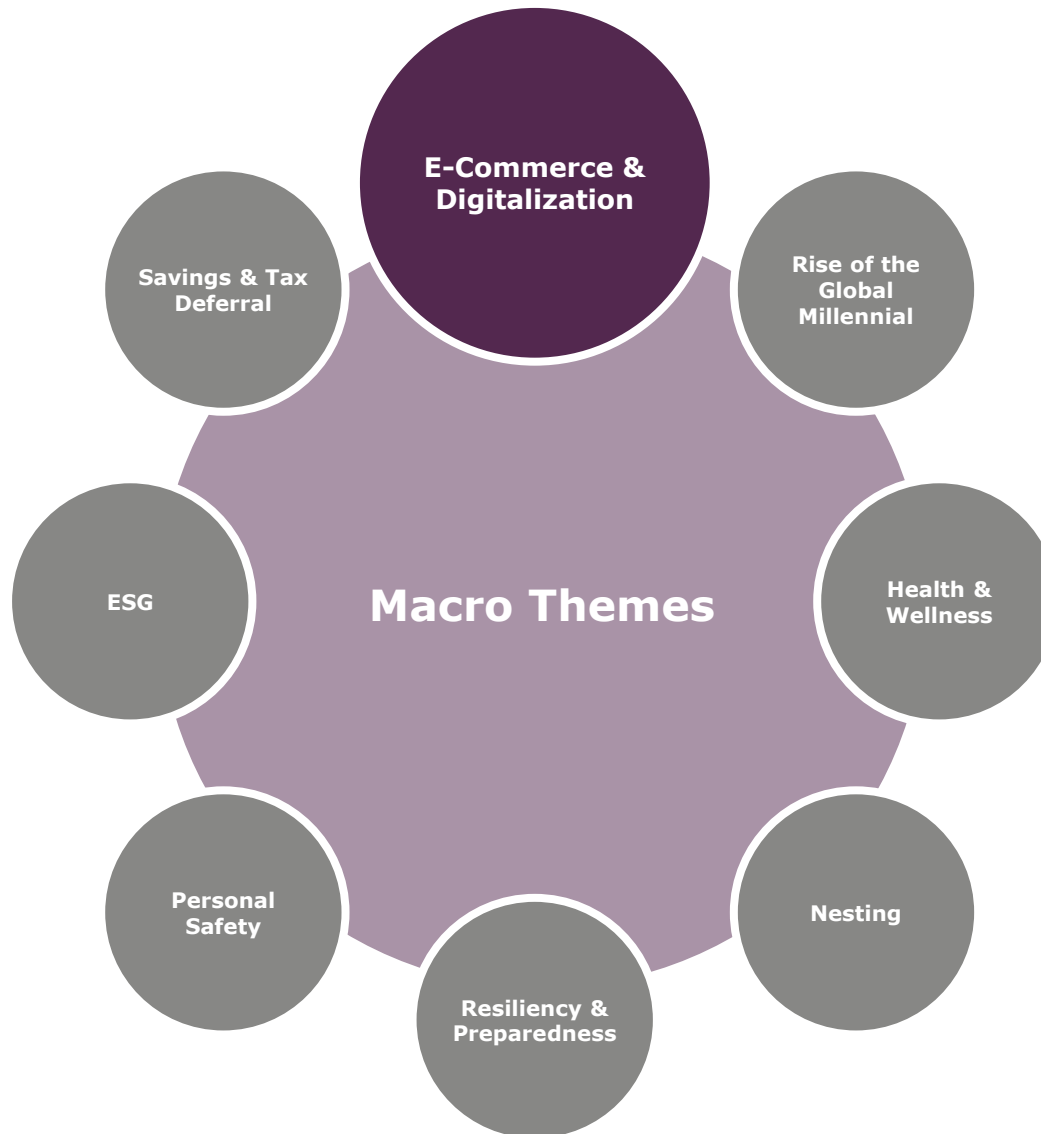 E-Commerce &
Digitalization
Rise of the
Global
Millennial
Health &
Wellness
Nesting
Resiliency &
Preparedness
Personal
Safety
ESG
Savings & Tax
Deferral
Macro Themes